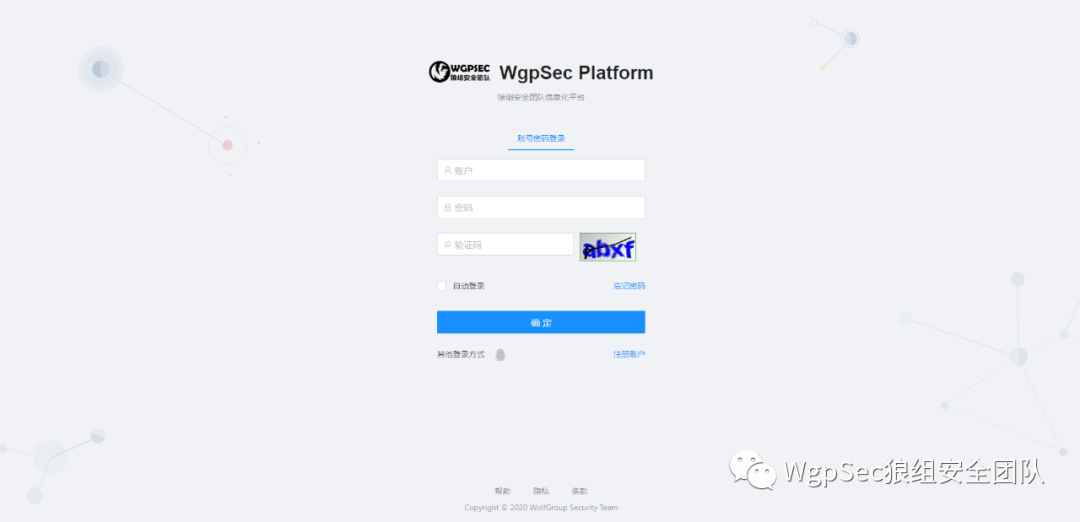 WGPSEC
狼组安全团队
WgpSec Platform
狼组安全团队信息化平台
账号密码登录
账户
密码
验证码
abxf
自动登录
忘记密码
确 定
其他登录方式
注册账户
WgpSec狼组安全团队
帮助 隐私 条款
Copyright © 2020 WolfGroup Security Team